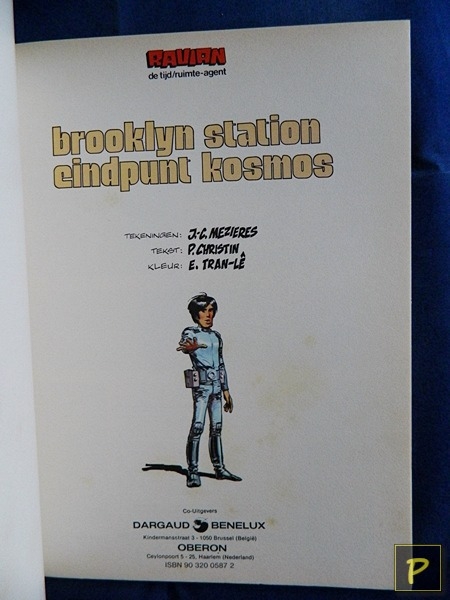 RAVIAN
de tijd/ruimte-agent
brooklyn station
eindpunt kosmos
TEKENINGEN: J.-C. MEZIERES
TEKST: P. CHRISTIN
KLEUR: E. TRAN-LÊ
Co-Uitgevers
DARGAUD BENELUX
Kindermansstraat 3 - 1050 Brussel (België)
OBERON
Ceylonpoort 5 - 25, Haarlem (Nederland)
ISBN 90 320 0587 2
P